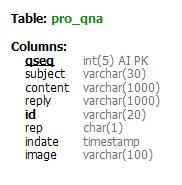 Table: pro_qna
Columns:
qseq int(5) AI PK
subject varchar(30)
content varchar(1000)
reply varchar(1000)
id varchar(20)
rep char(1)
indate timestamp
image varchar(100)